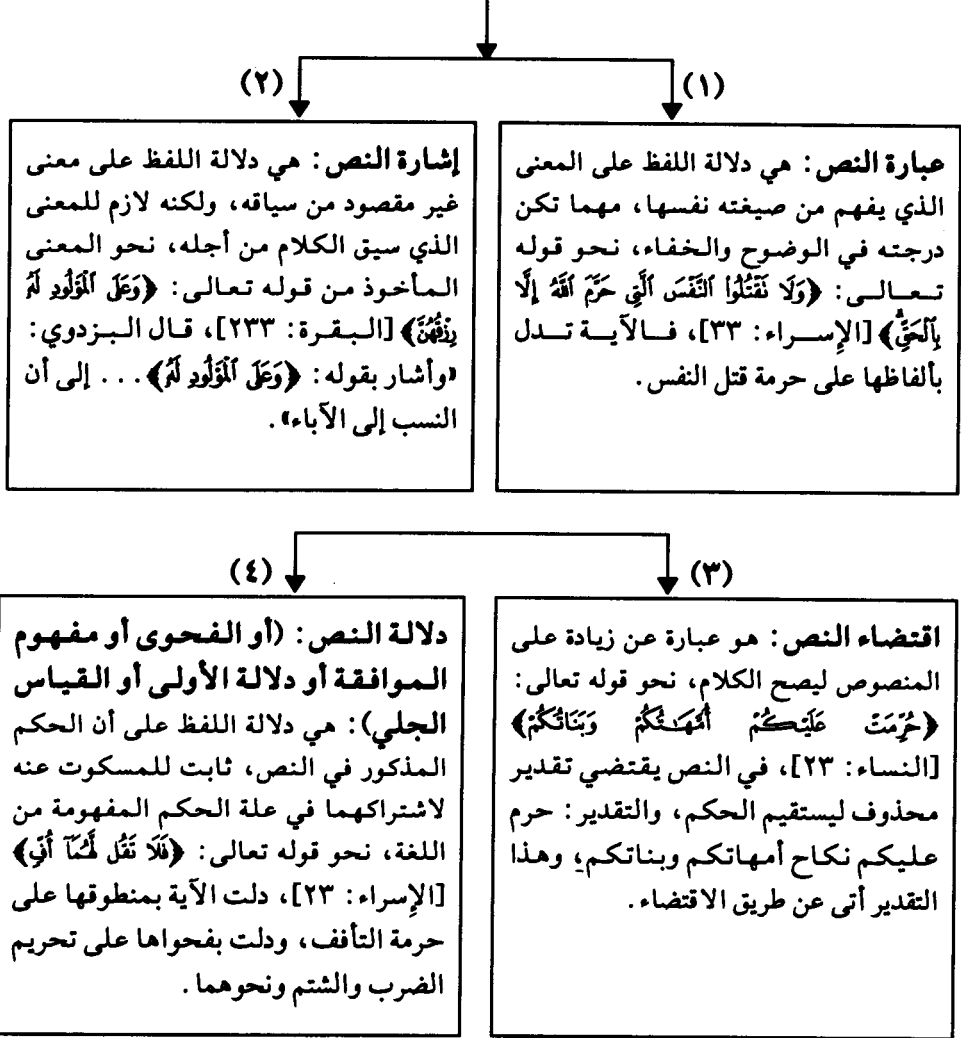 (١)
عبارة النص: هي دلالة اللفظ على المعنى
الذي يفهم من صيغته نفسها، مهما تكن
درجته في الوضوح والخفاء، نحو قوله
تعالى: ﴿وَلَا تَقْتُلُوا۟ ٱلنَّفْسَ ٱلَّتِى حَرَّمَ ٱللَّهُ إِلَّا
بِٱلْحَقِّ﴾ [الإسراء: ٣٣]، فالآية تدل
بألفاظها على حرمة قتل النفس.
(٢)
إشارة النص: هي دلالة اللفظ على معنى
غير مقصود من سياقه، ولكنه لازم للمعنى
الذي سيق الكلام من أجله، نحو المعنى
المأخوذ من قوله تعالى: ﴿وَعَلَى ٱلْمَوْلُودِ لَهُۥ
رِزْقُهُنَّ﴾ [البقرة: ٢٣٣]، قال البزدوي:
«وأشار بقوله: ﴿وَعَلَى ٱلْمَوْلُودِ لَهُۥ﴾... إلى أن
النسب إلى الآباء».
(٣)
اقتضاء النص: هو عبارة عن زيادة على
المنصوص ليصح الكلام، نحو قوله تعالى:
﴿حُرِّمَتْ عَلَيْكُمْ أُمَّهَـٰتُكُمْ وَبَنَاتُكُمْ﴾
[النساء: ٢٣]، في النص يقتضي تقدير
محذوف ليستقيم الحكم، والتقدير: حرم
عليكم نكاح أمهاتكم وبناتكم، وهذا
التقدير أتى عن طريق الاقتضاء.
(٤)
دلالة النص: (أو الفحوى أو مفهوم
الموافقة أو دلالة الأولى أو القياس
الجلي): هي دلالة اللفظ على أن الحكم
المذكور في النص، ثابت للمسكوت عنه
لاشتراكهما في علة الحكم المفهومة من
اللغة، نحو قوله تعالى: ﴿فَلَا تَقُل لَّهُمَآ أُفٍّ﴾
[الإسراء: ٢٣]، دلت الآية بمنطوقها على
حرمة التأفف، ودلت بفحواها على تحريم
الضرب والشتم ونحوهما.